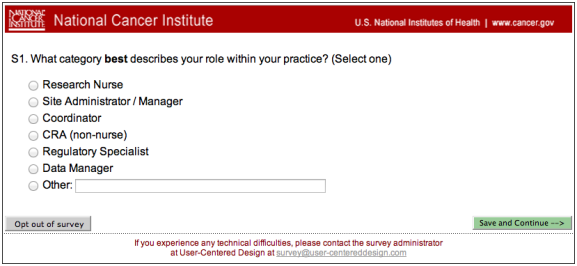 NATIONAL
CANCER
INSTITUTE
National Cancer Institute
U.S. National Institutes of Health | www.cancer.gov
S1. What category best describes your role within your practice? (Select one)
Research Nurse
Site Administrator / Manager
Coordinator
CRA (non-nurse)
Regulatory Specialist
Data Manager
Other:
Opt out of survey
Save and Continue -->
If you experience any technical difficulties, please contact the survey administrator
at User-Centered Design at survey@user-centereddesign.com